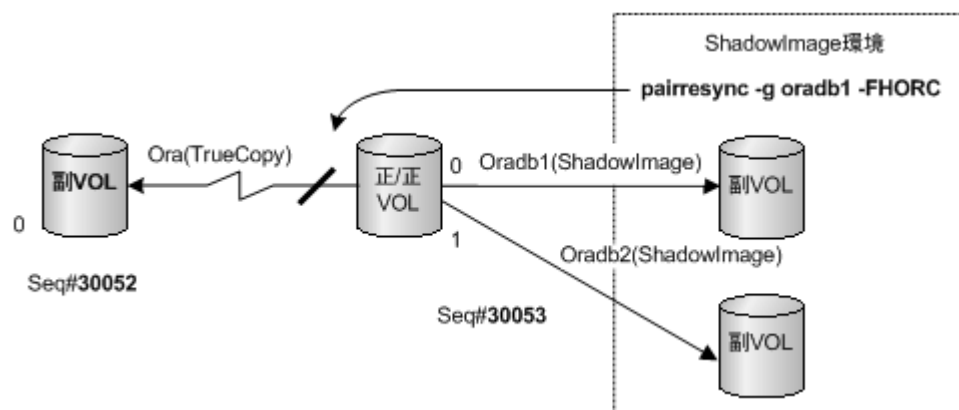 ShadowImage環境
pairresync -g oradb1 -FHORC
Ora(TrueCopy)
副VOL
0
Seq#30052
正/正
VOL
0
1
Seq#30053
Oradb1(ShadowImage)
副VOL
Oradb2(ShadowImage)
副VOL